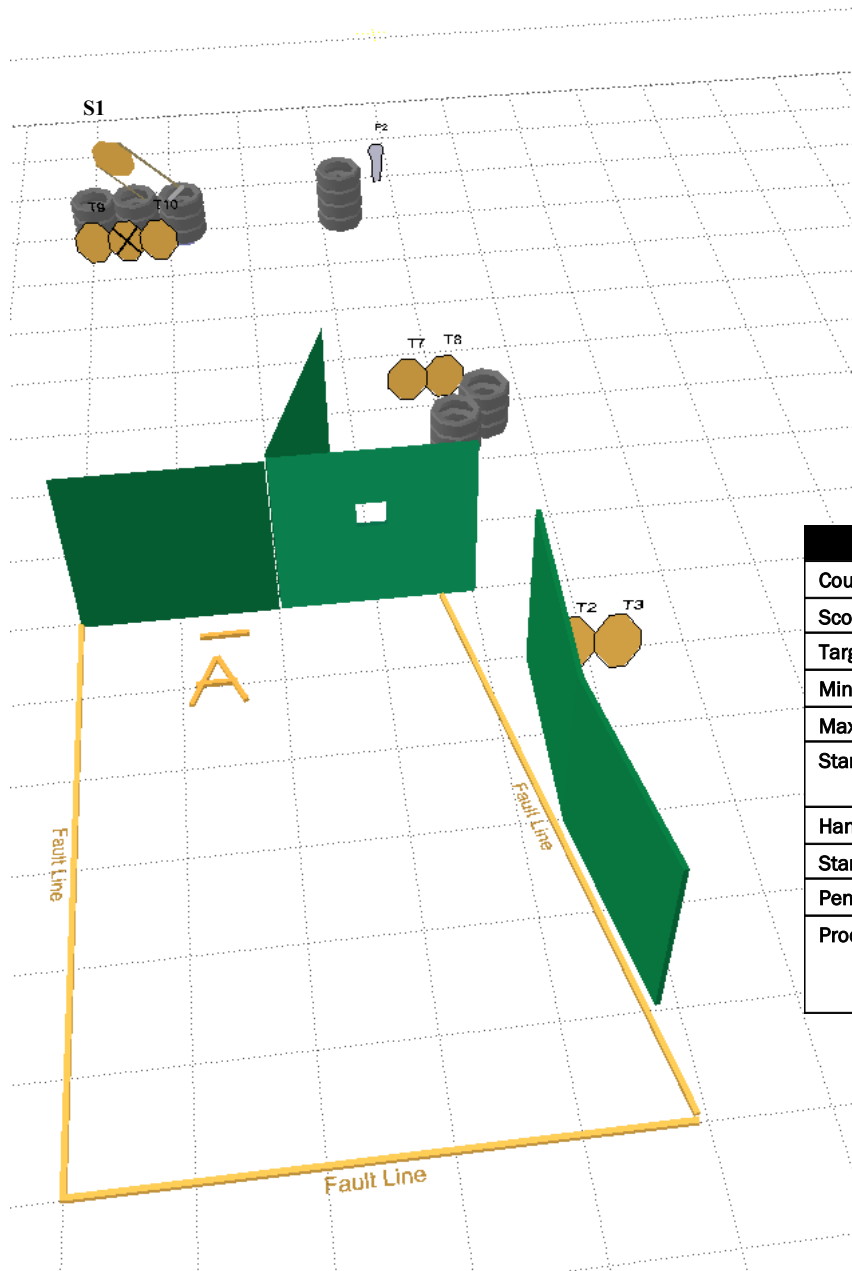 S1
P2
T9 T10
T7 T8
T2 T3
A
Fault Line
Fault Line
Fault Line
Cou
Sco
Targ
Min
Max
Star
Han
Star
Pen
Proc